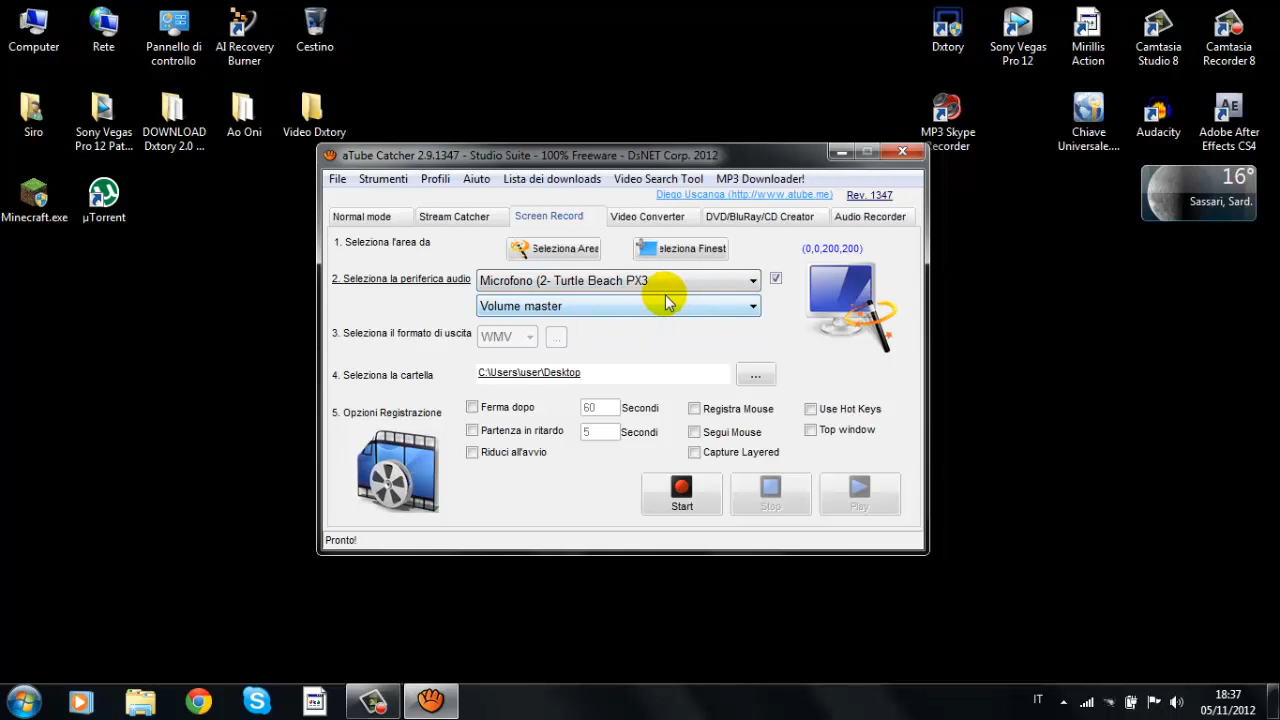 Computer
Rete
Pannello di controllo
AI Recovery Burner
Cestino
Dxtory
Sony Vegas Pro 12
Mirillis Action
Camtasia Studio 8
Camtasia Recorder 8
Siro
Sony Vegas Pro 12 Pat...
DOWNLOAD Dxtory 2.0 ...
Ao Oni
Video Dxtory
MP3 Skype Recorder
Chiave Universale....
Audacity
Adobe After Effects CS4
Minecraft.exe
µTorrent
16°
Sassari, Sard.
aTube Catcher 2.9.1347 - Studio Suite - 100% Freeware - DsNET Corp. 2012
File Strumenti Profili Aiuto Lista dei downloads Video Search Tool MP3 Downloader!
Diego Uscanga (http://www.atube.me) Rev. 1347
Normal mode Stream Catcher Screen Record Video Converter DVD/BluRay/CD Creator Audio Recorder
1. Seleziona l'area da
Seleziona Area
eleziona Finest
(0,0,200,200)
2. Seleziona la periferica audio
Microfono (2- Turtle Beach PX3
Volume master
3. Seleziona il formato di uscita
WMV
...
4. Seleziona la cartella
C:\Users\user\Desktop
...
5. Opzioni Registrazione
Ferma dopo 60 Secondi
Registra Mouse
Use Hot Keys
Partenza in ritardo 5 Secondi
Segui Mouse
Top window
Riduci all'avvio
Capture Layered
Start
Stop
Play
Pronto!
IT
18:37
05/11/2012